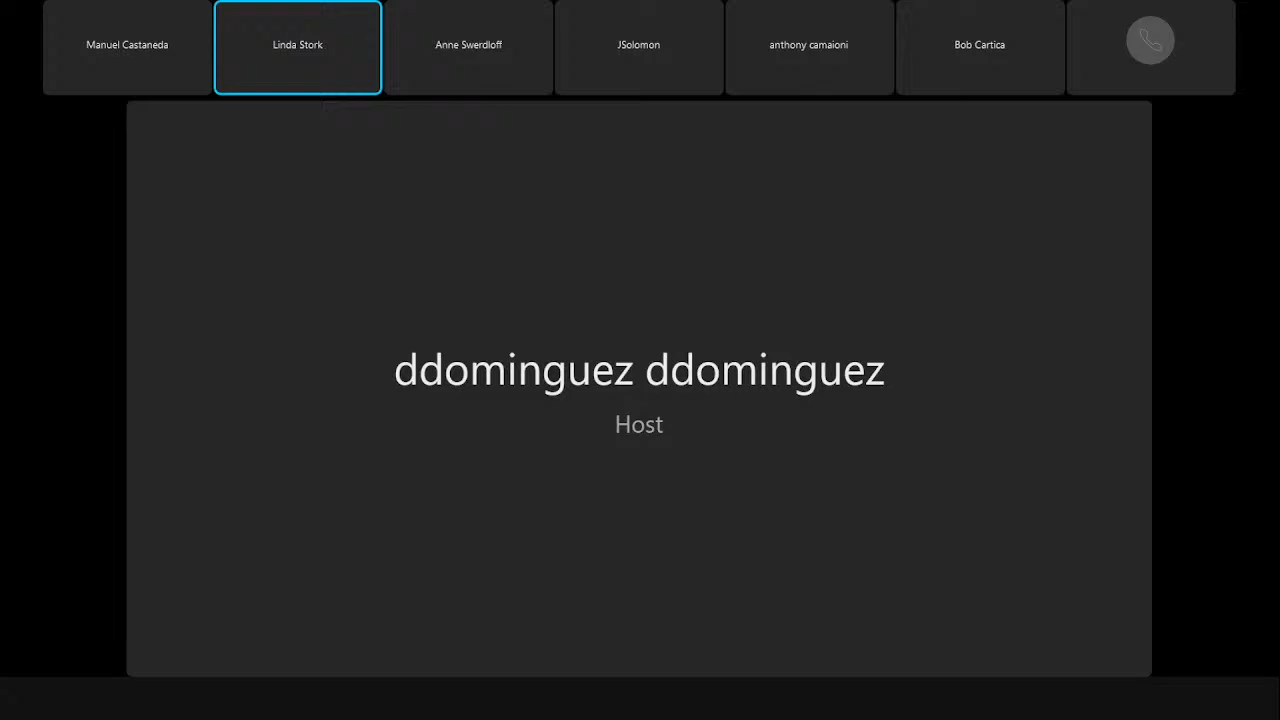 Manuel Castaneda
Linda Stork
Anne Swerdloff
JSolomon
anthony camaioni
Bob Cartica
ddominguez ddominguez
Host